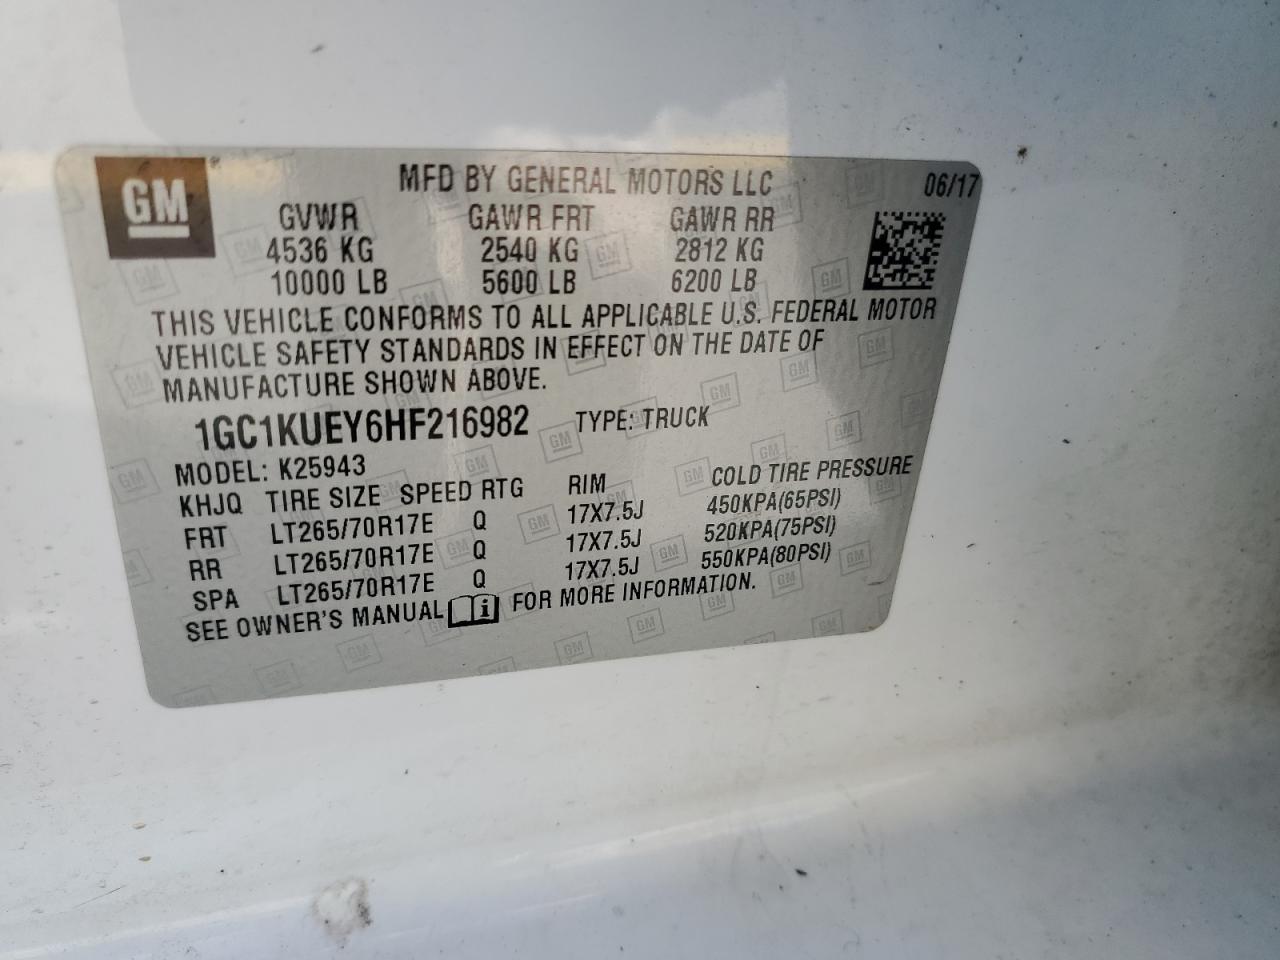 GM
MFD BY GENERAL MOTORS LLC 06/17
GVWR GAWR FRT GAWR RR
4536 KG 2540 KG 2812 KG
10000 LB 5600 LB 6200 LB
THIS VEHICLE CONFORMS TO ALL APPLICABLE U.S. FEDERAL MOTOR
VEHICLE SAFETY STANDARDS IN EFFECT ON THE DATE OF
MANUFACTURE SHOWN ABOVE.
1GC1KUEY6HF216982 TYPE: TRUCK
MODEL: K25943
KHJQ TIRE SIZE SPEED RTG RIM COLD TIRE PRESSURE
FRT LT265/70R17E Q 17X7.5J 450KPA(65PSI)
RR LT265/70R17E Q 17X7.5J 520KPA(75PSI)
SPA LT265/70R17E Q 17X7.5J 550KPA(80PSI)
SEE OWNER'S MANUAL i FOR MORE INFORMATION.